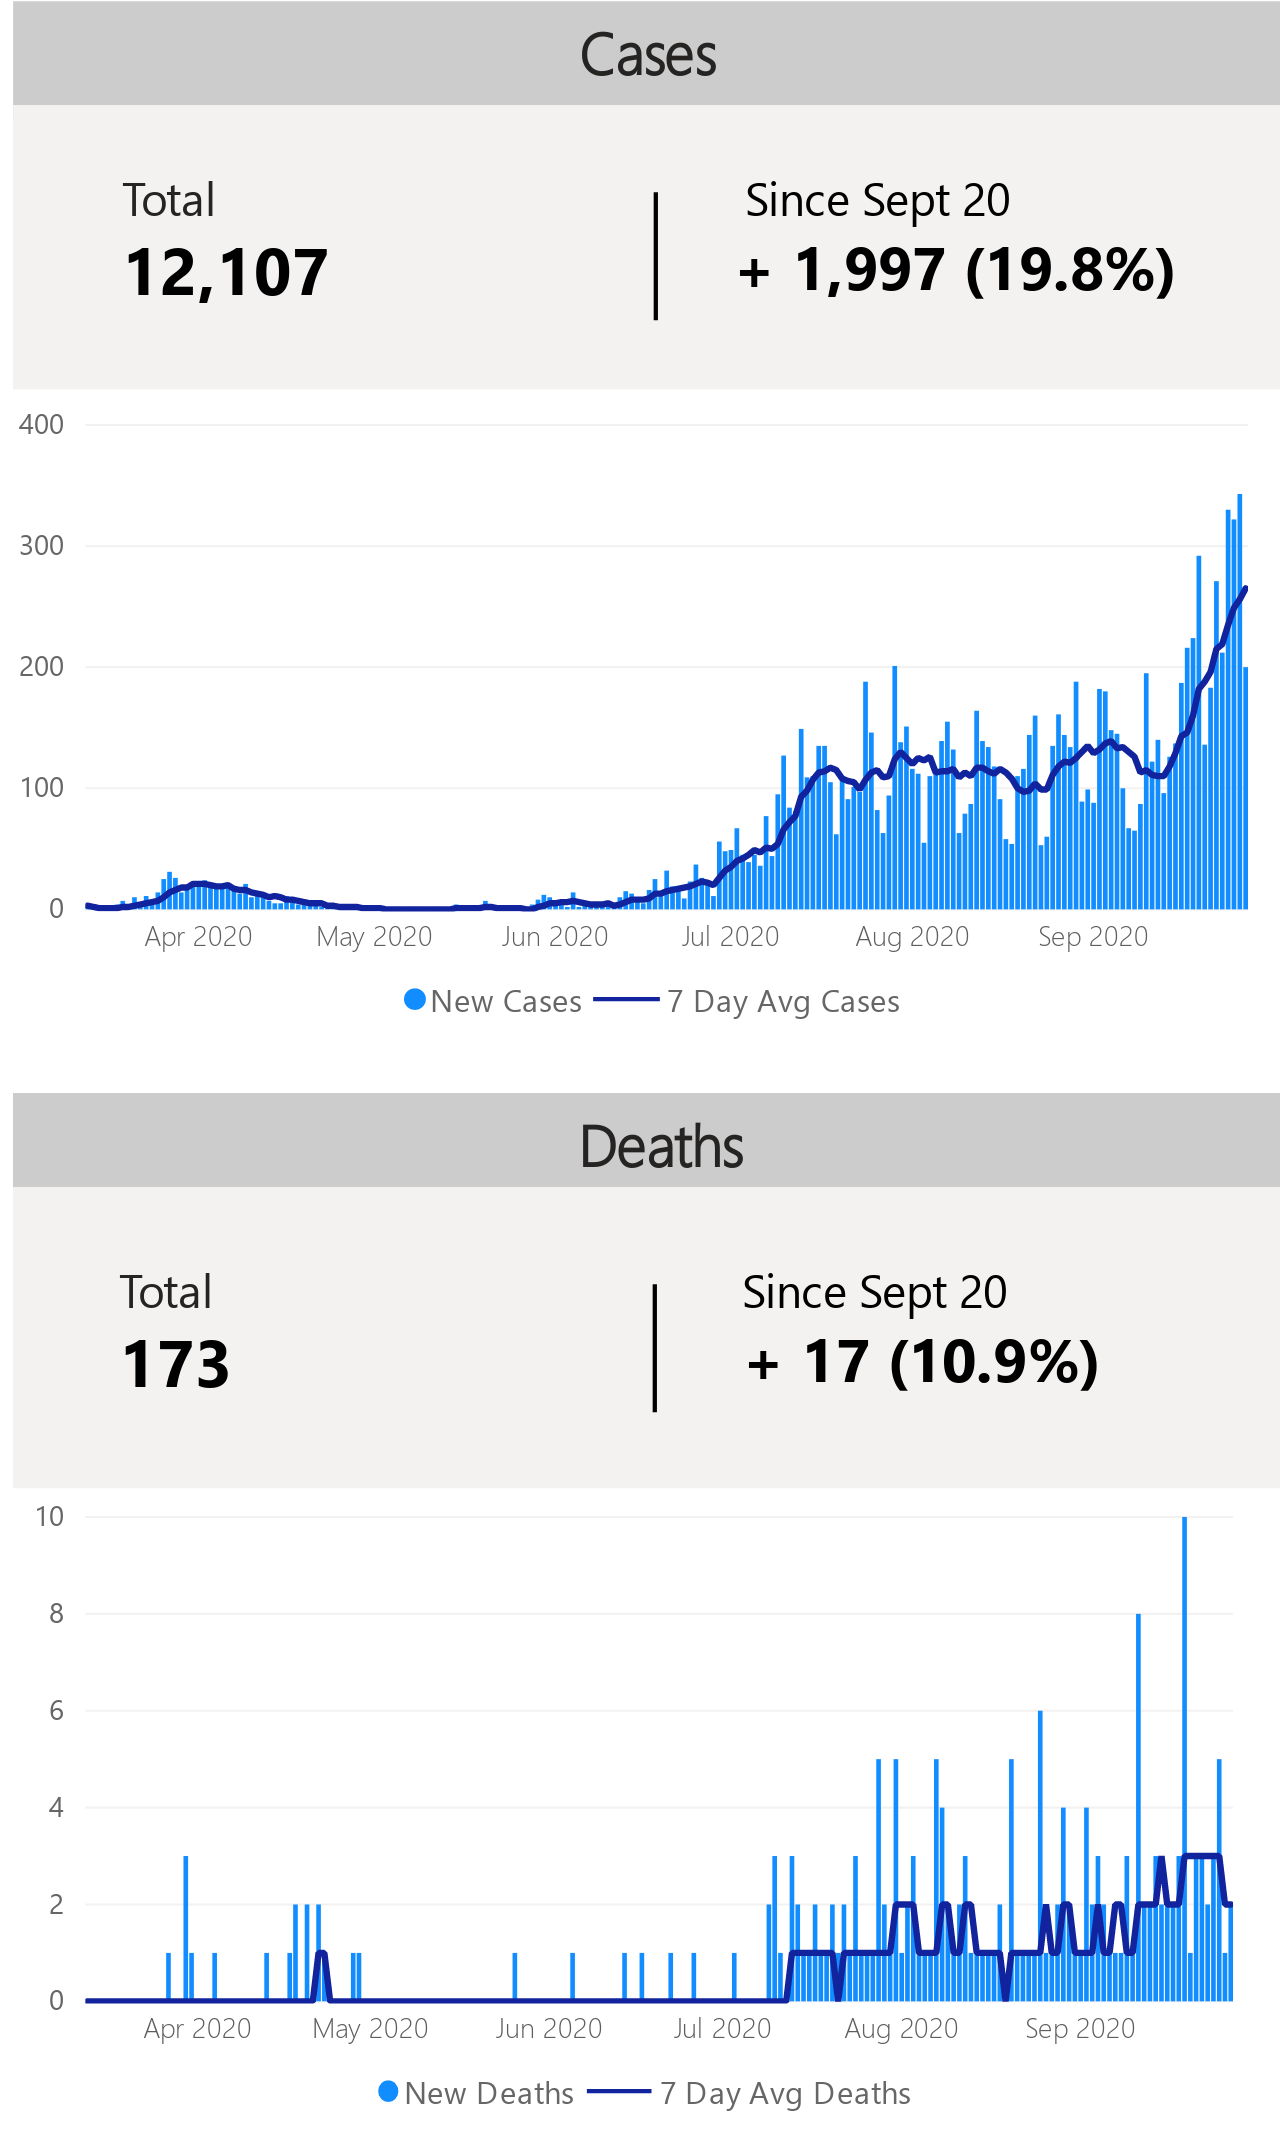 Cases
Total
Since Sept 20
12,107
+ 1,997 (19.8%)
400
300
200
100
0
Apr 2020
May 2020
Jun 2020
Jul 2020
Aug 2020
Sep 2020
New Cases
7 Day Avg Cases
Deaths
Total
Since Sept 20
173
+ 17 (10.9%)
10
8
6
4
2
0
Apr 2020
May 2020
Jun 2020
Jul 2020
Aug 2020
Sep 2020
New Deaths
7 Day Avg Deaths